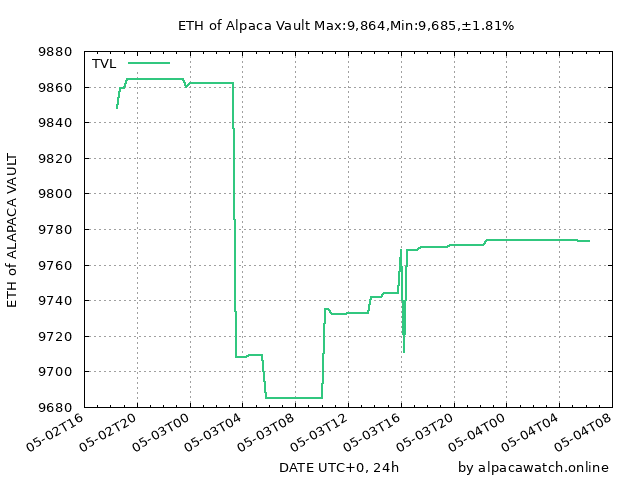 ETH of Alpaca Vault Max:9,864,Min:9,685,±1.81%
TVL
ETH of ALAPACA VAULT
9880
9860
9840
9820
9800
9780
9760
9740
9720
9700
9680
05-02T16
05-02T20
05-03T00
05-03T04
05-03T08
05-03T12
05-03T16
05-03T20
05-04T00
05-04T04
05-04T08
DATE UTC+0, 24h
by alpacawatch.online